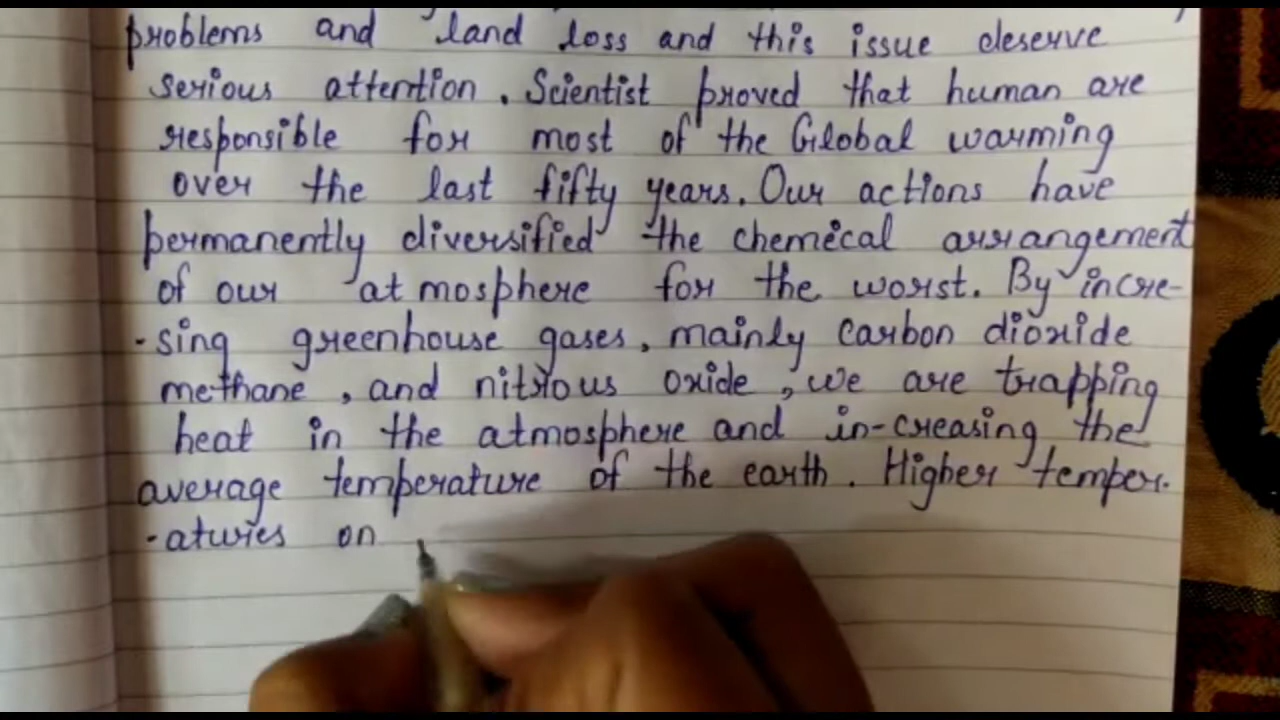 problems and land loss and this issue deserve
serious attention. Scientist proved that human are
responsible for most of the Global warming
over the last fifty years. Our actions have
permanently diversified the chemical arrangement
of our at mosphere for the worst. By incre-
-sing greenhouse gases, mainly carbon dioxide
methane, and nitrous oxide, we are trapping
heat in the atmosphere and in-creasing the
average temperature of the earth. Higher temper-
-atures on